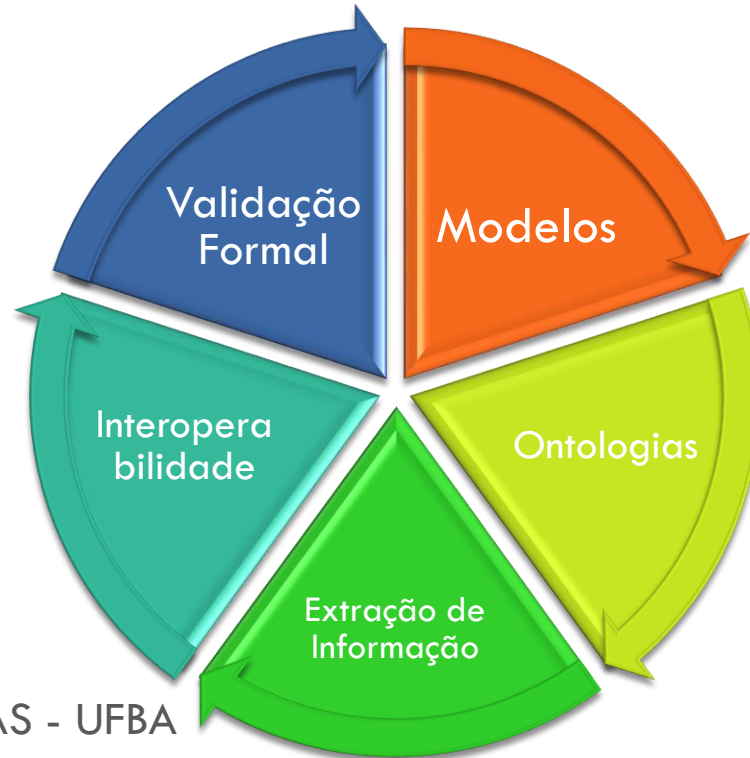 Validação
Formal
Modelos
Interopera
bilidade
Ontologias
Extração de
Informação
AS - UFBA